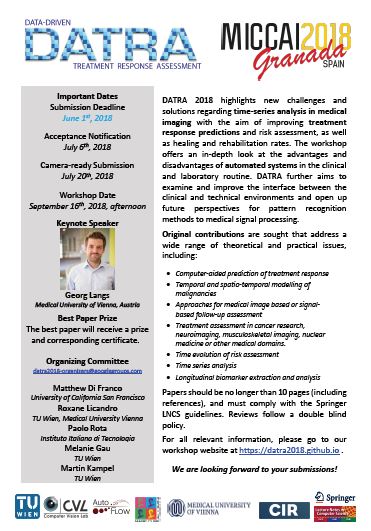 DATA-DRIVEN
DATRA
TREATMENT RESPONSE ASSESSMENT
MICCAI2018
Granada
SPAIN
Important Dates
Submission Deadline
June 1st, 2018
Acceptance Notification
July 6th, 2018
Camera-ready Submission
July 20th, 2018
Workshop Date
September 16th, 2018, afternoon
Keynote Speaker
Georg Langs
Medical University of Vienna, Austria
Best Paper Prize
The best paper will receive a prize
and corresponding certificate.
Organizing Committee
datra2018-organizers@googlegroups.com
Matthew Di Franco
University of California San Francisco
Roxane Licandro
TU Wien, Medical University Vienna
Paolo Rota
Instituto Italiano di Tecnologia
Melanie Gau
TU Wien
Martin Kampel
TU Wien
DATRA 2018 highlights new challenges and
solutions regarding time-series analysis in medical
imaging with the aim of improving treatment
response predictions and risk assessment, as well
as healing and rehabilitation rates. The workshop
offers an in-depth look at the advantages and
disadvantages of automated systems in the clinical
and laboratory routine. DATRA further aims to
examine and improve the interface between the
clinical and technical environments and open up
future perspectives for pattern recognition
methods to medical signal processing.
Original contributions are sought that address a
wide range of theoretical and practical issues,
including:
• Computer-aided prediction of treatment response
• Temporal and spatio-temporal modelling of
malignancies
• Approaches for medical image based or signal-
based follow-up assessment
• Treatment assessment in cancer research,
neuroimaging, musculoskeletal imaging, nuclear
medicine or other medical domains.
• Time evolution of risk assessment
• Time series analysis
• Longitudinal biomarker extraction and analysis
Papers should be no longer than 10 pages (including
references), and must comply with the Springer
LNCS guidelines. Reviews follow a double blind
policy.
For all relevant information, please go to our
workshop website at https://datra2018.github.io .
We are looking forward to your submissions!
TU
WIEN
CVL
Computer Vision Lab
Auto
FLOW
MEDICAL UNIVERSITY
OF VIENNA
CIR
Springer
Lecture Notes in
Computer Science